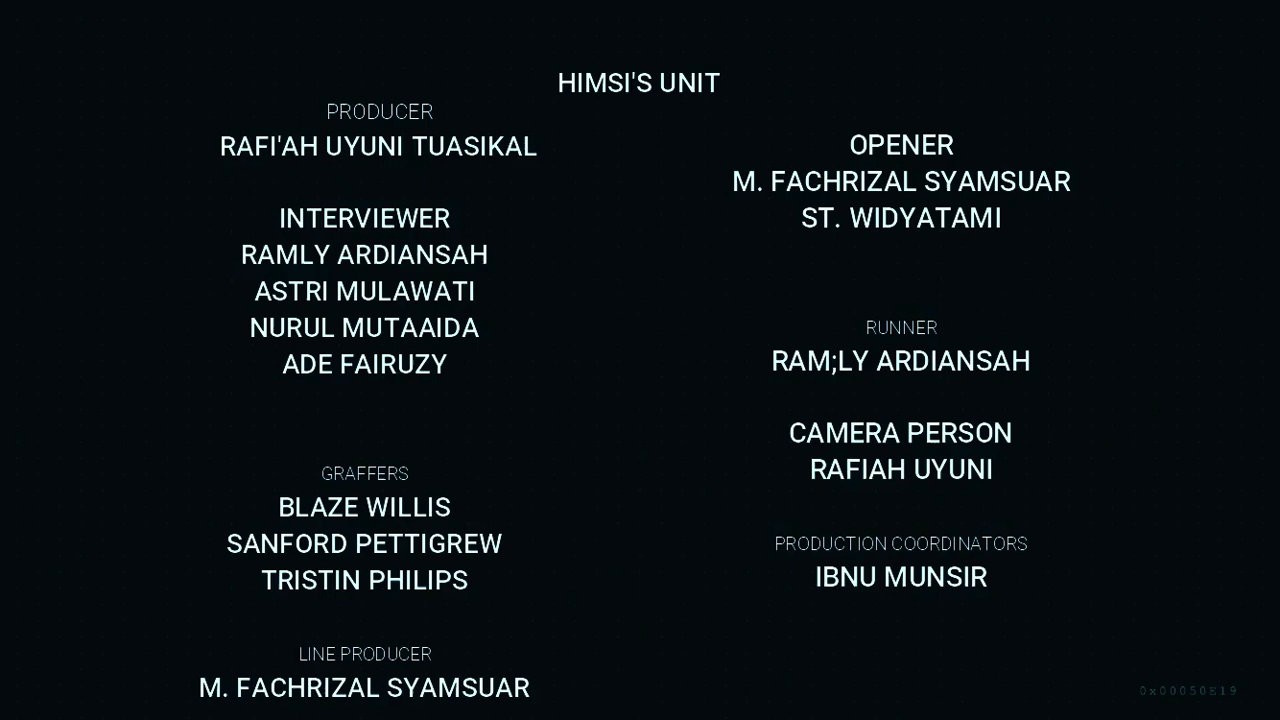 HIMSI'S UNIT
PRODUCER
RAFI'AH UYUNI TUASIKAL
INTERVIEWER
RAMLY ARDIANSAH
ASTRI MULAWATI
NURUL MUTAAIDA
ADE FAIRUZY
GRAFFERS
BLAZE WILLIS
SANFORD PETTIGREW
TRISTIN PHILIPS
LINE PRODUCER
M. FACHRIZAL SYAMSUAR
OPENER
M. FACHRIZAL SYAMSUAR
ST. WIDYATAMI
RUNNER
RAM;LY ARDIANSAH
CAMERA PERSON
RAFIAH UYUNI
PRODUCTION COORDINATORS
IBNU MUNSIR
0x00050E19